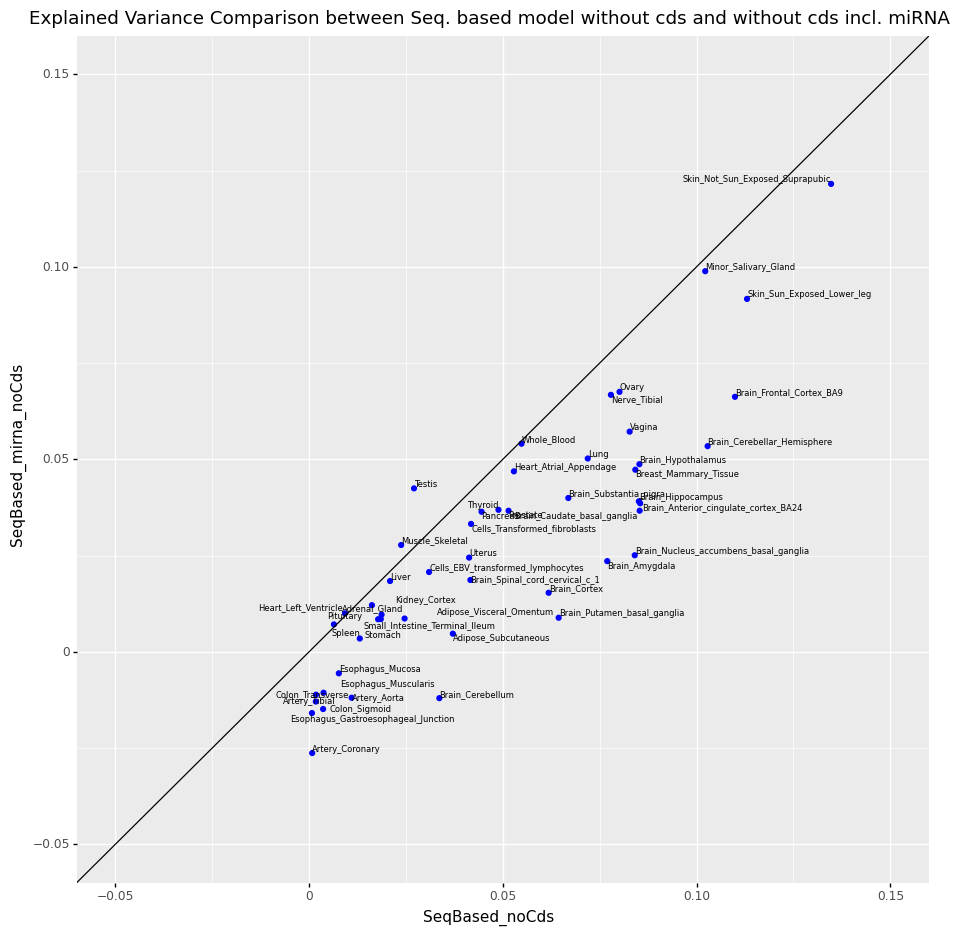 Explained Variance Comparison between Seq. based model without cds and without cds incl. miRNA
0.15
Skin_Not_Sun_Exposed_Suprapubic
0.10
Minor_Salivary_Gland
Skin_Sun_Exposed_Lower_leg
Ovary
Brain_Frontal_Cortex_BA9
Nerve_Tibial
Vagina
Whole_Blood
Brain_Cerebellar_Hemisphere
0.05
Lung
Brain_Hypothalamus
Heart_Atrial_Appendage
Breast_Mammary_Tissue
Testis
Brain_Substantia_nigra
Brain_Hippocampus
Thyroid
Brain_Anterior_cingulate_cortex_BA24
Pancreas
Prostate
Brain_Caudate_basal_ganglia
Cells_Transformed_fibroblasts
Muscle_Skeletal
Uterus
Brain_Nucleus_accumbens_basal_ganglia
Cells_EBV_transformed_lymphocytes
Brain_Amygdala
Liver
Brain_Spinal_cord_cervical_c_1
Brain_Cortex
Kidney_Cortex
Heart_Left_Ventricle
Adrenal_Gland
Adipose_Visceral_Omentum
Brain_Putamen_basal_ganglia
Pituitary
Small_Intestine_Terminal_Ileum
Spleen
Stomach
Adipose_Subcutaneous
0
Esophagus_Mucosa
Esophagus_Muscularis
Colon_Transverse
Artery_Aorta
Brain_Cerebellum
Artery_Tibial
Colon_Sigmoid
Esophagus_Gastroesophageal_Junction
Artery_Coronary
−0.05
−0.05
0
0.05
0.10
0.15
SeqBased_noCds
SeqBased_mirna_noCds